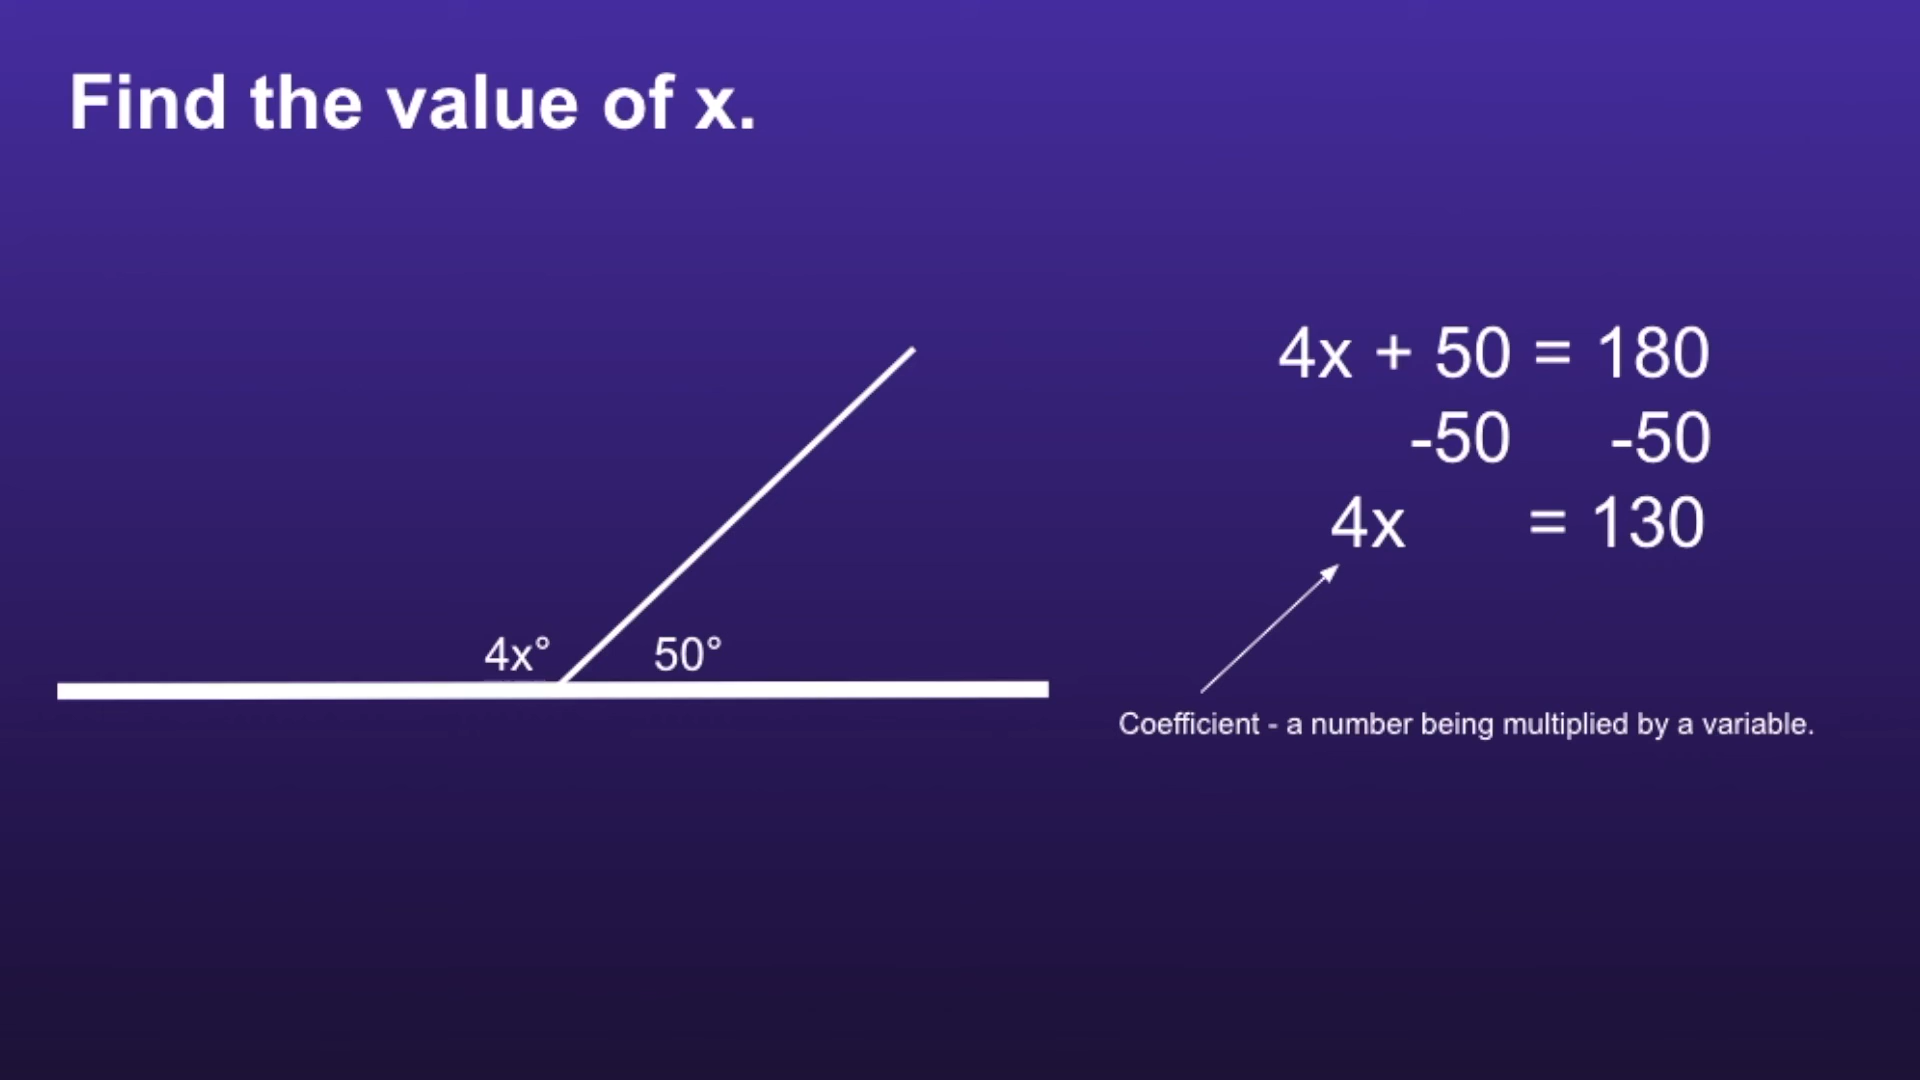 Find the value of x.
4x + 50 = 180
-50 -50
4x = 130
4x° 50°
Coefficient - a number being multiplied by a variable.